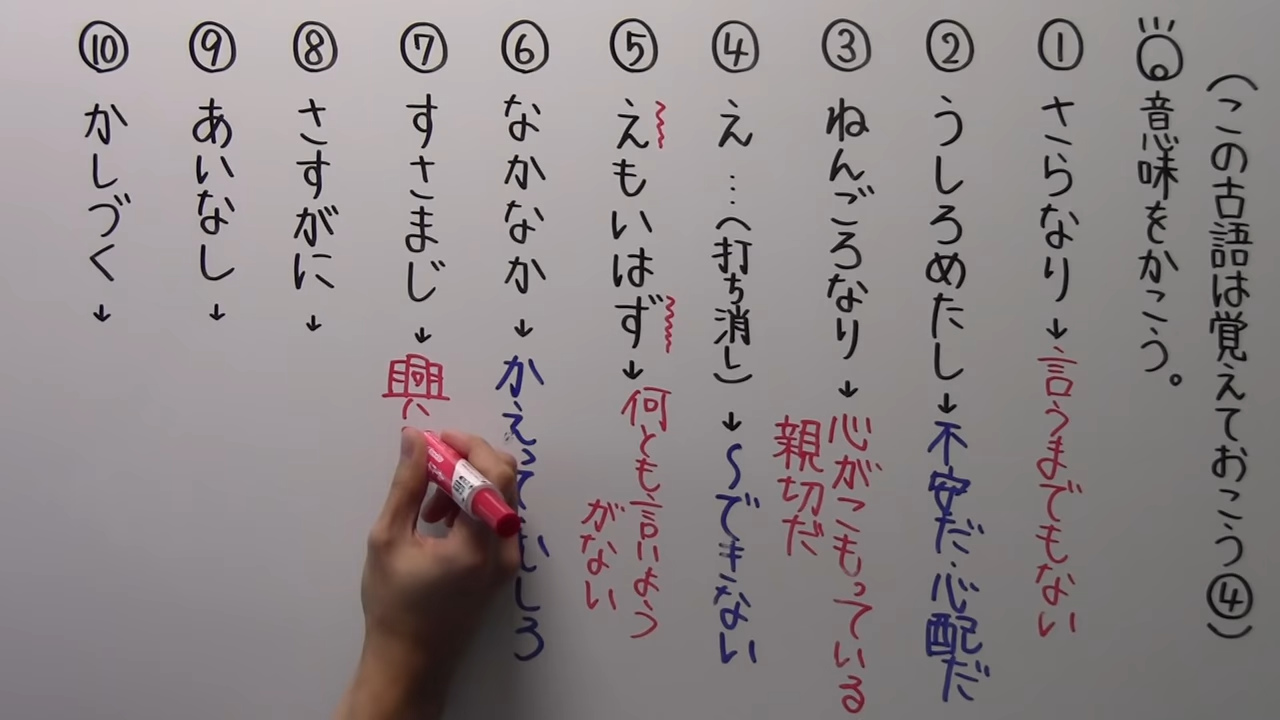 (この古語は覚えておこう④)
意味をかこう。
① さらなり→言うまでもない
② うしろめたし→不安だ・心配だ
③ ねんごろなり→心がこもっている
親切だ
④ え…(打ち消し)→〜できない
⑤ えもいはず→何とも言いよう
がない
⑥ なかなか→かえって・むしろ
⑦ すさまじ→興
⑧ さすがに→
⑨ あいなし→
⑩ かしづく→